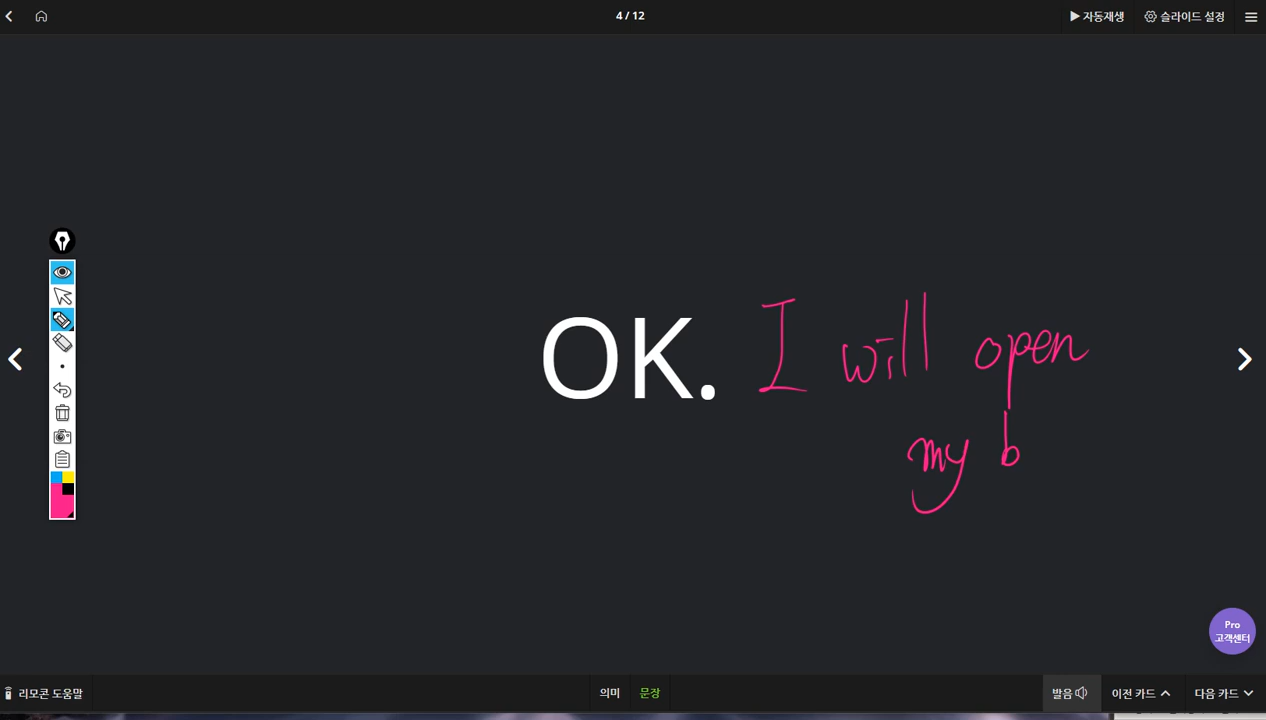 4 / 12
자동재생
슬라이드 설정
OK. I will open
my b
Pro
고객센터
리모콘 도움말
의미
문장
발음
이전 카드
다음 카드